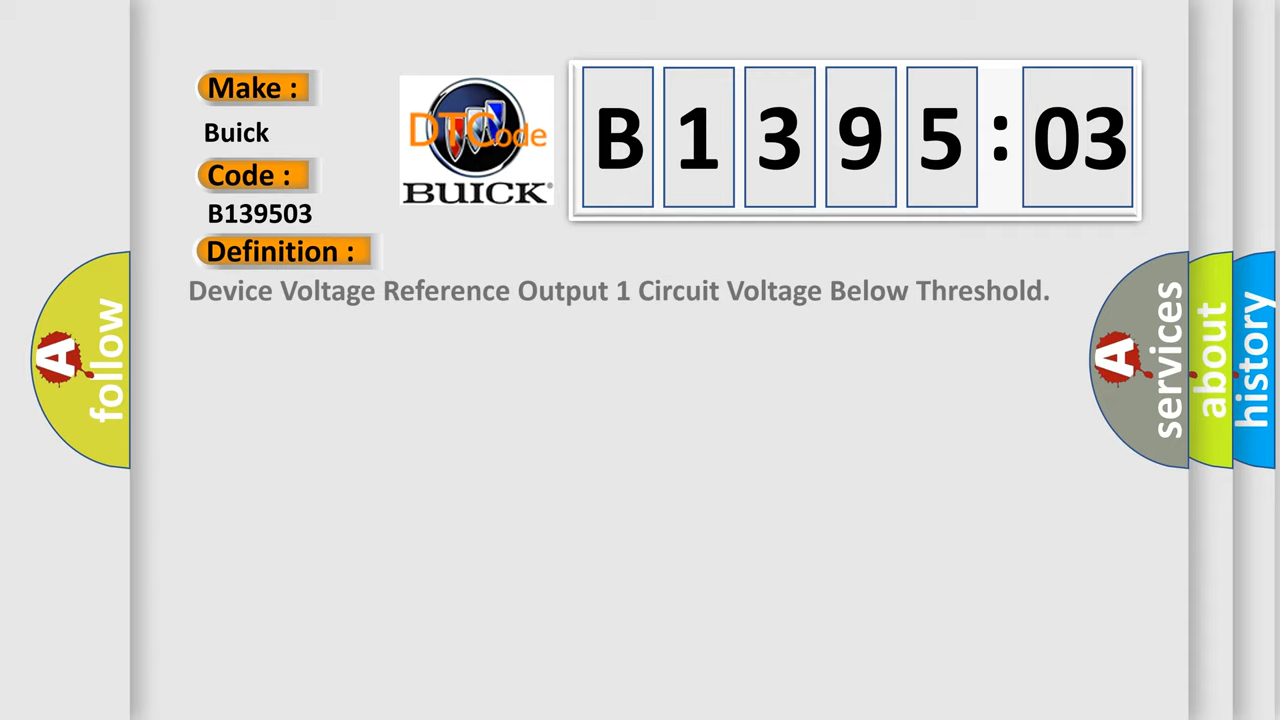 Make :
Buick
Code :
B139503
Definition :
Device Voltage Reference Output 1 Circuit Voltage Below Threshold.
DTCode
BUICK®
B 1 3 9 5 : 03
A follow
A services
about
history